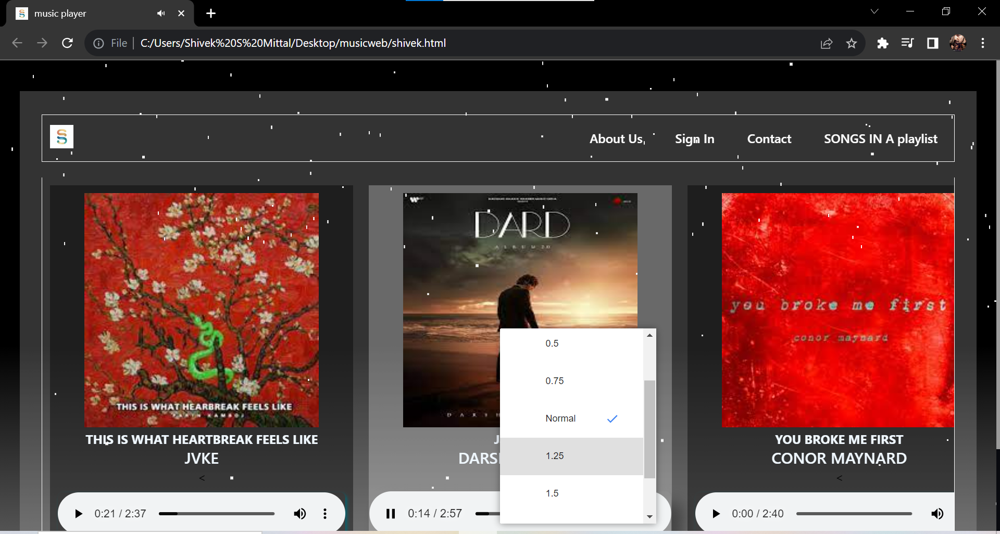 music player
File
C:/Users/Shivek%20S%20Mittal/Desktop/musicweb/shivek.html
S
About Us
Sign In
Contact
SONGS IN A playlist
THIS IS WHAT HEARBREAK FEELS LIKE
THIS IS WHAT HEARTBREAK FEELS LIKE
JVKE
<
0:21 / 2:37
DARD
ALBUM 20
DARSH
J
DARS
0:14 / 2:57
0.5
0.75
Normal
1.25
1.5
you broke me first
conor maynard
YOU BROKE ME FIRST
CONOR MAYNARD
<
0:00 / 2:40